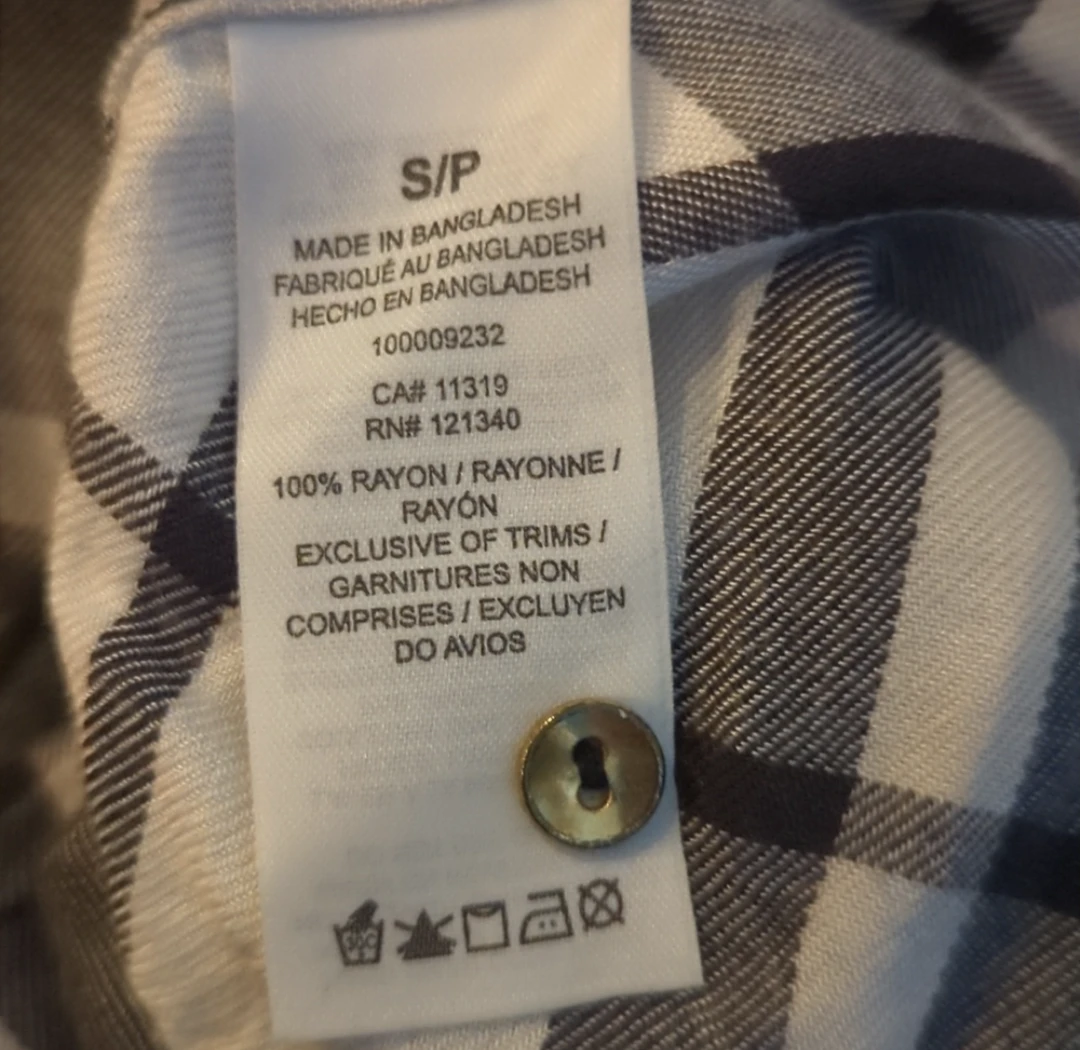 S/P
MADE IN BANGLADESH
FABRIQUÉ AU BANGLADESH
HECHO EN BANGLADESH
100009232
CA# 11319
RN# 121340
100% RAYON / RAYONNE /
RAYÓN
EXCLUSIVE OF TRIMS /
GARNITURES NON
COMPRISES / EXCLUYEN
DO AVIOS